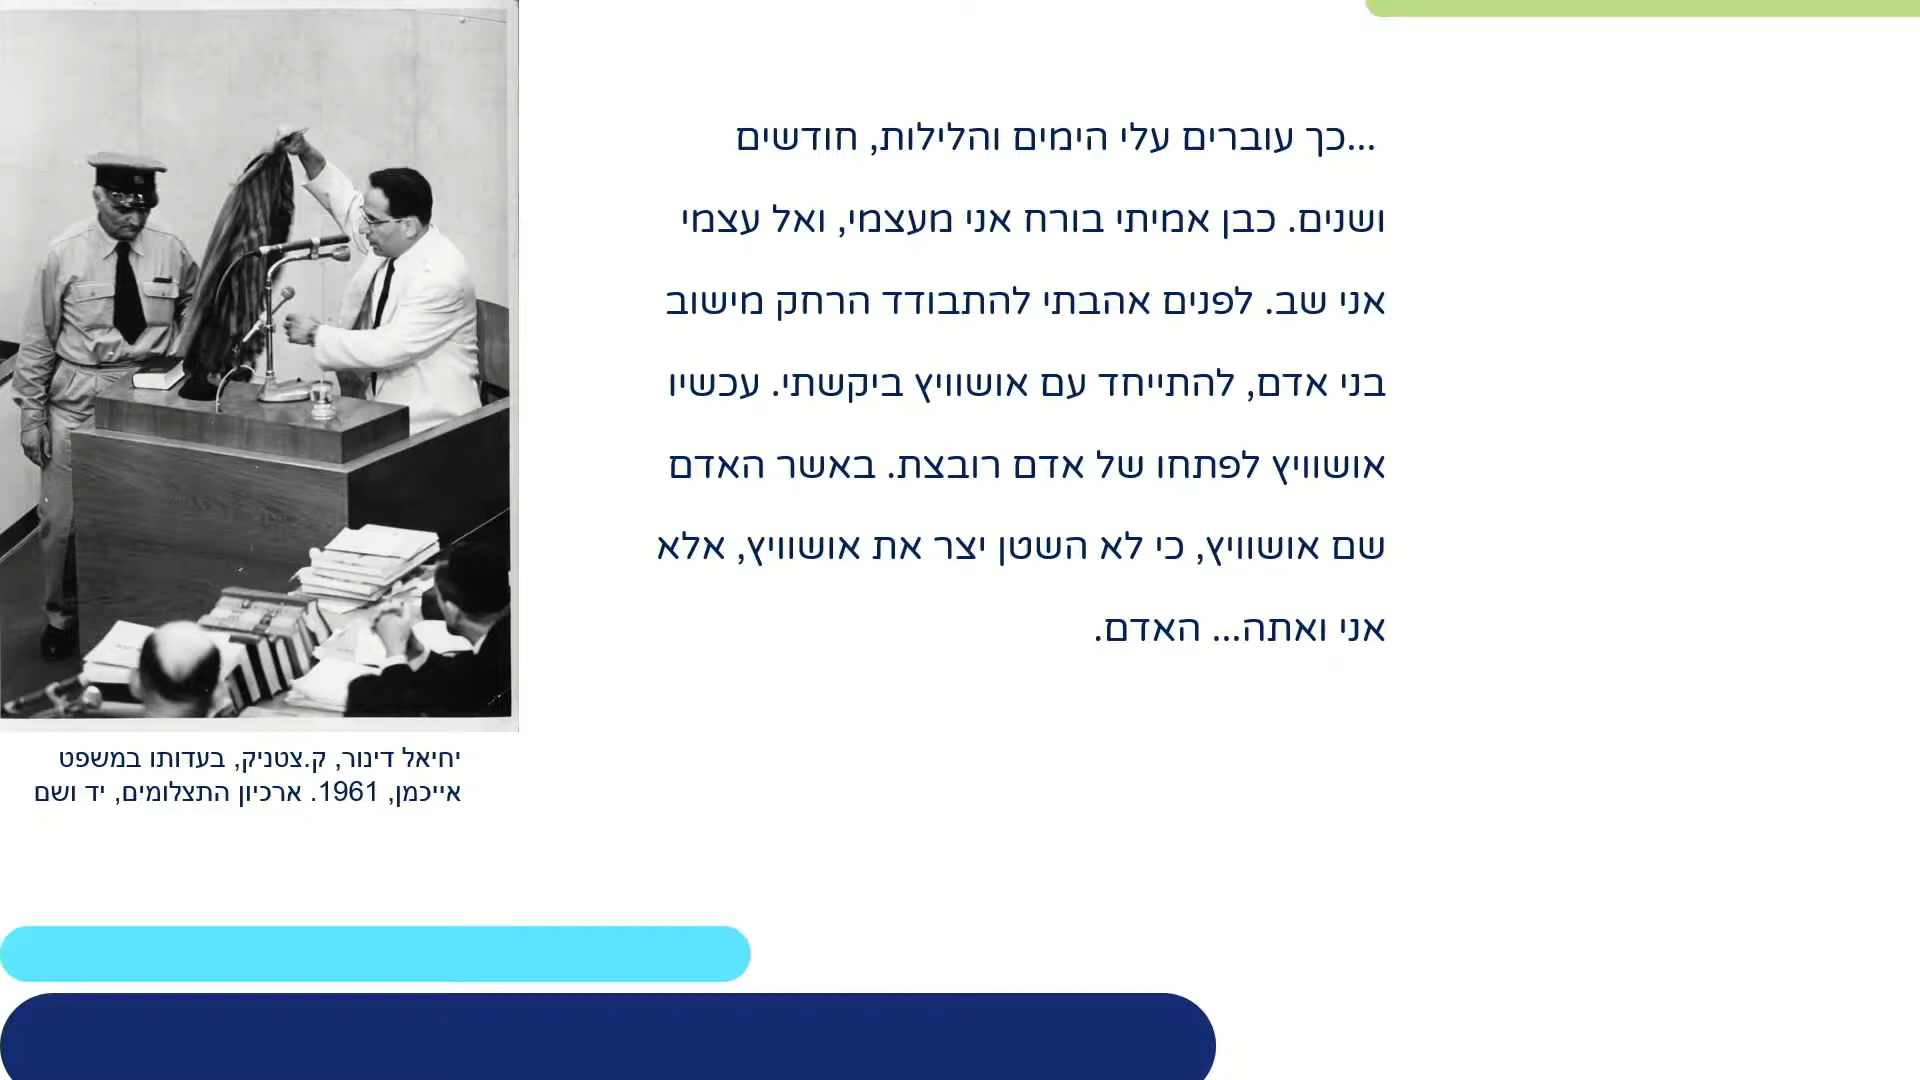 ...כך עוברים עלי הימים והלילות, חודשים
ושנים. כבן אמיתי בורח אני מעצמי, ואל עצמי
אני שב. לפנים אהבתי להתבודד הרחק מישוב
בני אדם, להתייחד עם אושוויץ ביקשתי. עכשיו
אושוויץ לפתחו של אדם רובצת. באשר האדם
שם אושוויץ, כי לא השטן יצר את אושוויץ, אלא
אני ואתה... האדם.
יחיאל דינור, ק.צטניק, בעדותו במשפט
אייכמן, 1961. ארכיון התצלומים, יד ושם